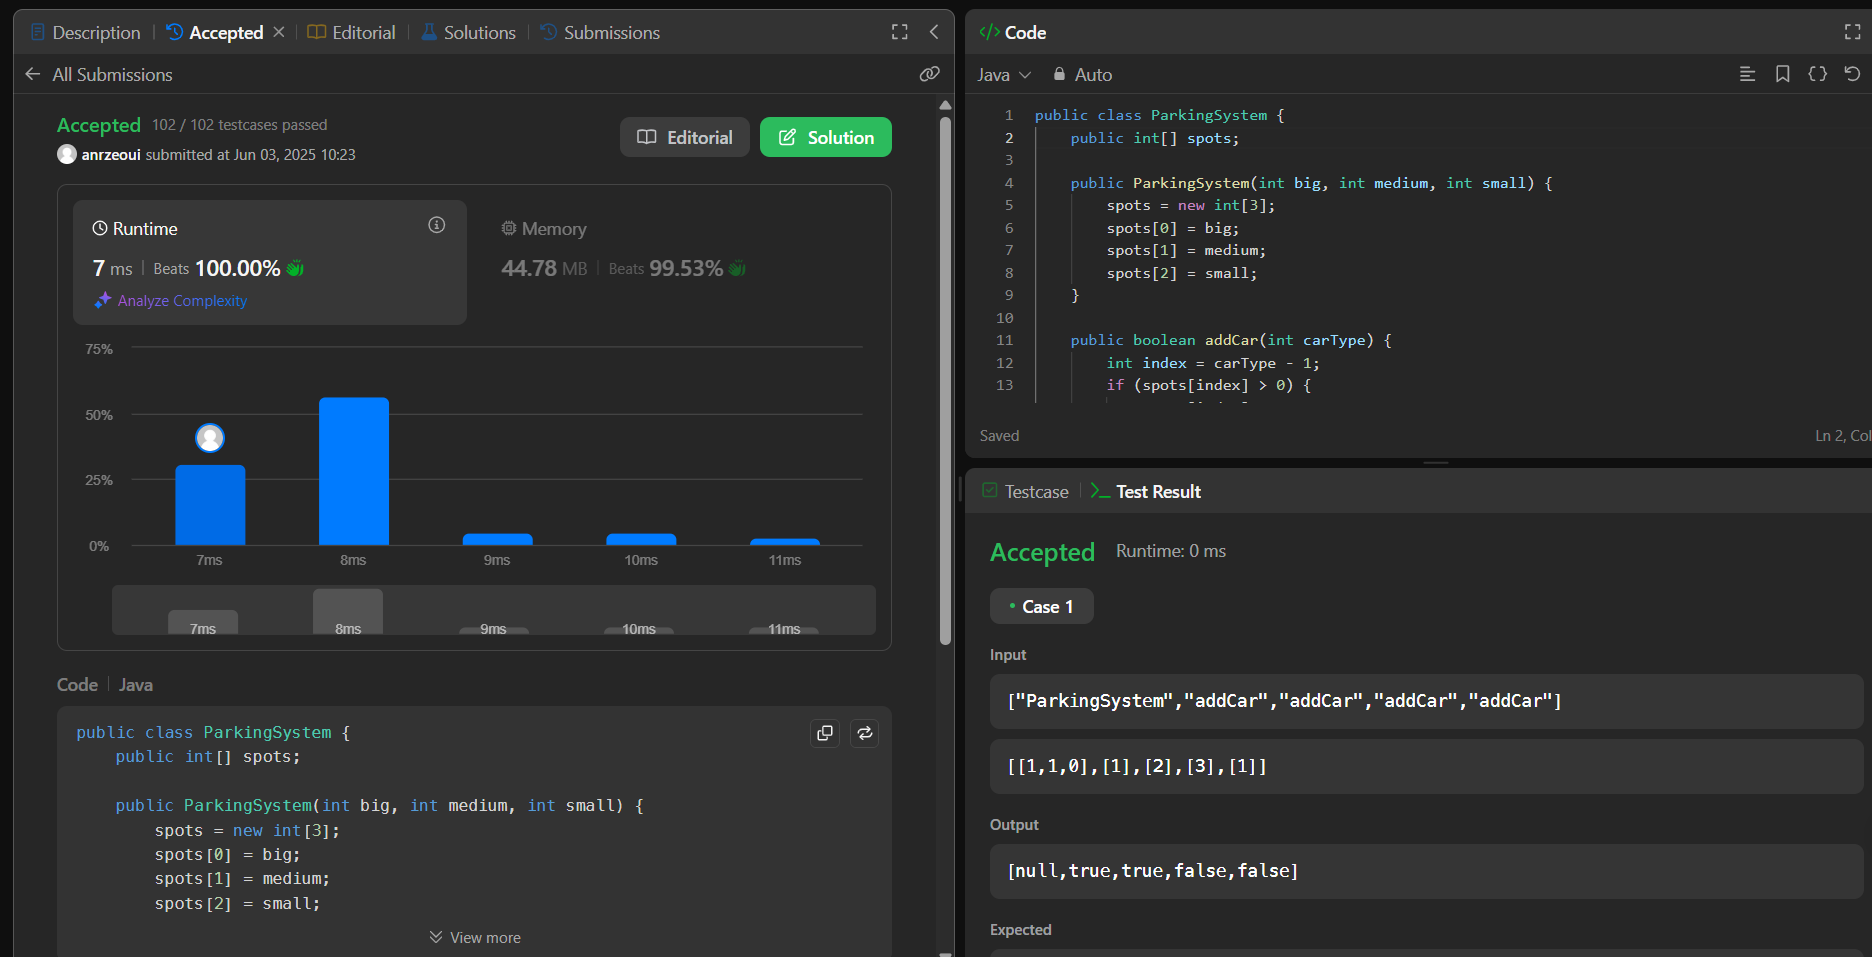 Description | Accepted × | Editorial | Solutions | Submissions
All Submissions
Accepted 102 / 102 testcases passed
anrzeoui submitted at Jun 03, 2025 10:23
Editorial
Solution
Runtime
7 ms | Beats 100.00%
Analyze Complexity
Memory
44.78 MB | Beats 99.53%
75%
50%
25%
0%
7ms 8ms 9ms 10ms 11ms
7ms 8ms 9ms 10ms 11ms
Code | Java
public class ParkingSystem {
    public int[] spots;
    public ParkingSystem(int big, int medium, int small) {
        spots = new int[3];
        spots[0] = big;
        spots[1] = medium;
        spots[2] = small;
View more
</> Code
Java Auto
1 public class ParkingSystem {
2     public int[] spots;
3
4     public ParkingSystem(int big, int medium, int small) {
5         spots = new int[3];
6         spots[0] = big;
7         spots[1] = medium;
8         spots[2] = small;
9     }
10
11     public boolean addCar(int carType) {
12         int index = carType - 1;
13         if (spots[index] > 0) {
Saved
Ln 2, Col
Testcase | Test Result
Accepted Runtime: 0 ms
• Case 1
Input
["ParkingSystem","addCar","addCar","addCar","addCar"]
[[1,1,0],[1],[2],[3],[1]]
Output
[null,true,true,false,false]
Expected